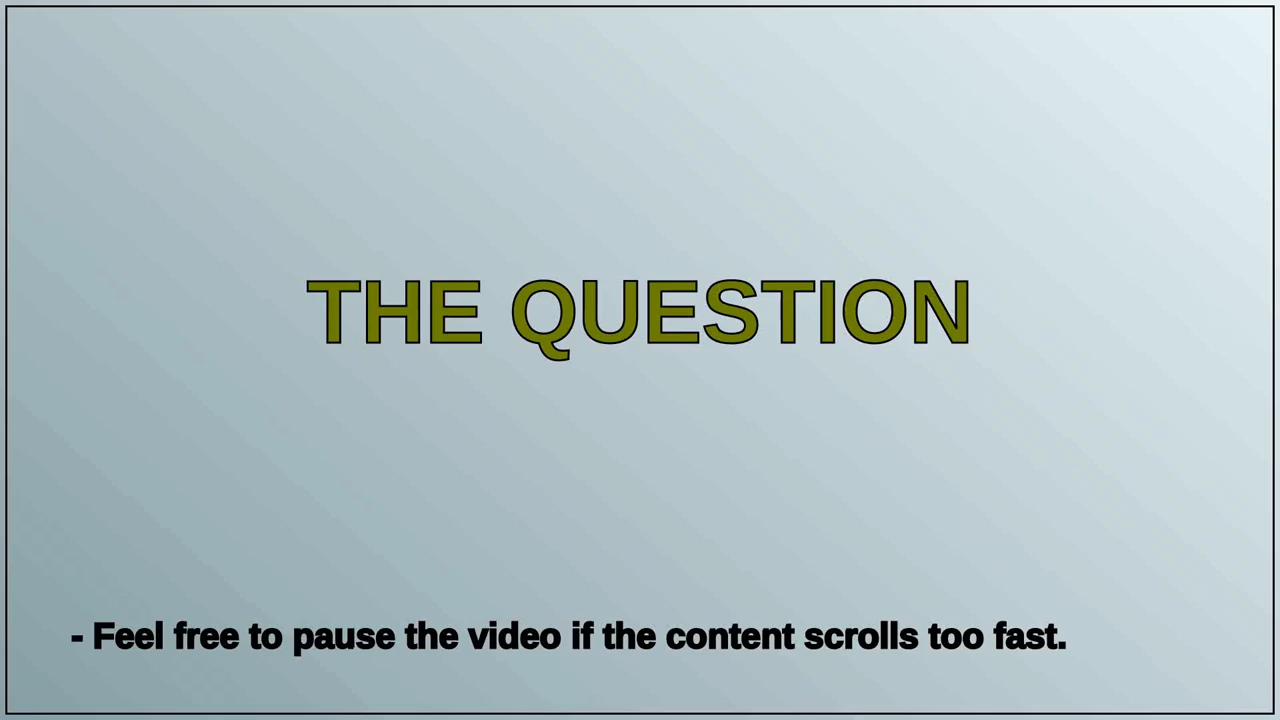 THE QUESTION
- Feel free to pause the video if the content scrolls too fast.